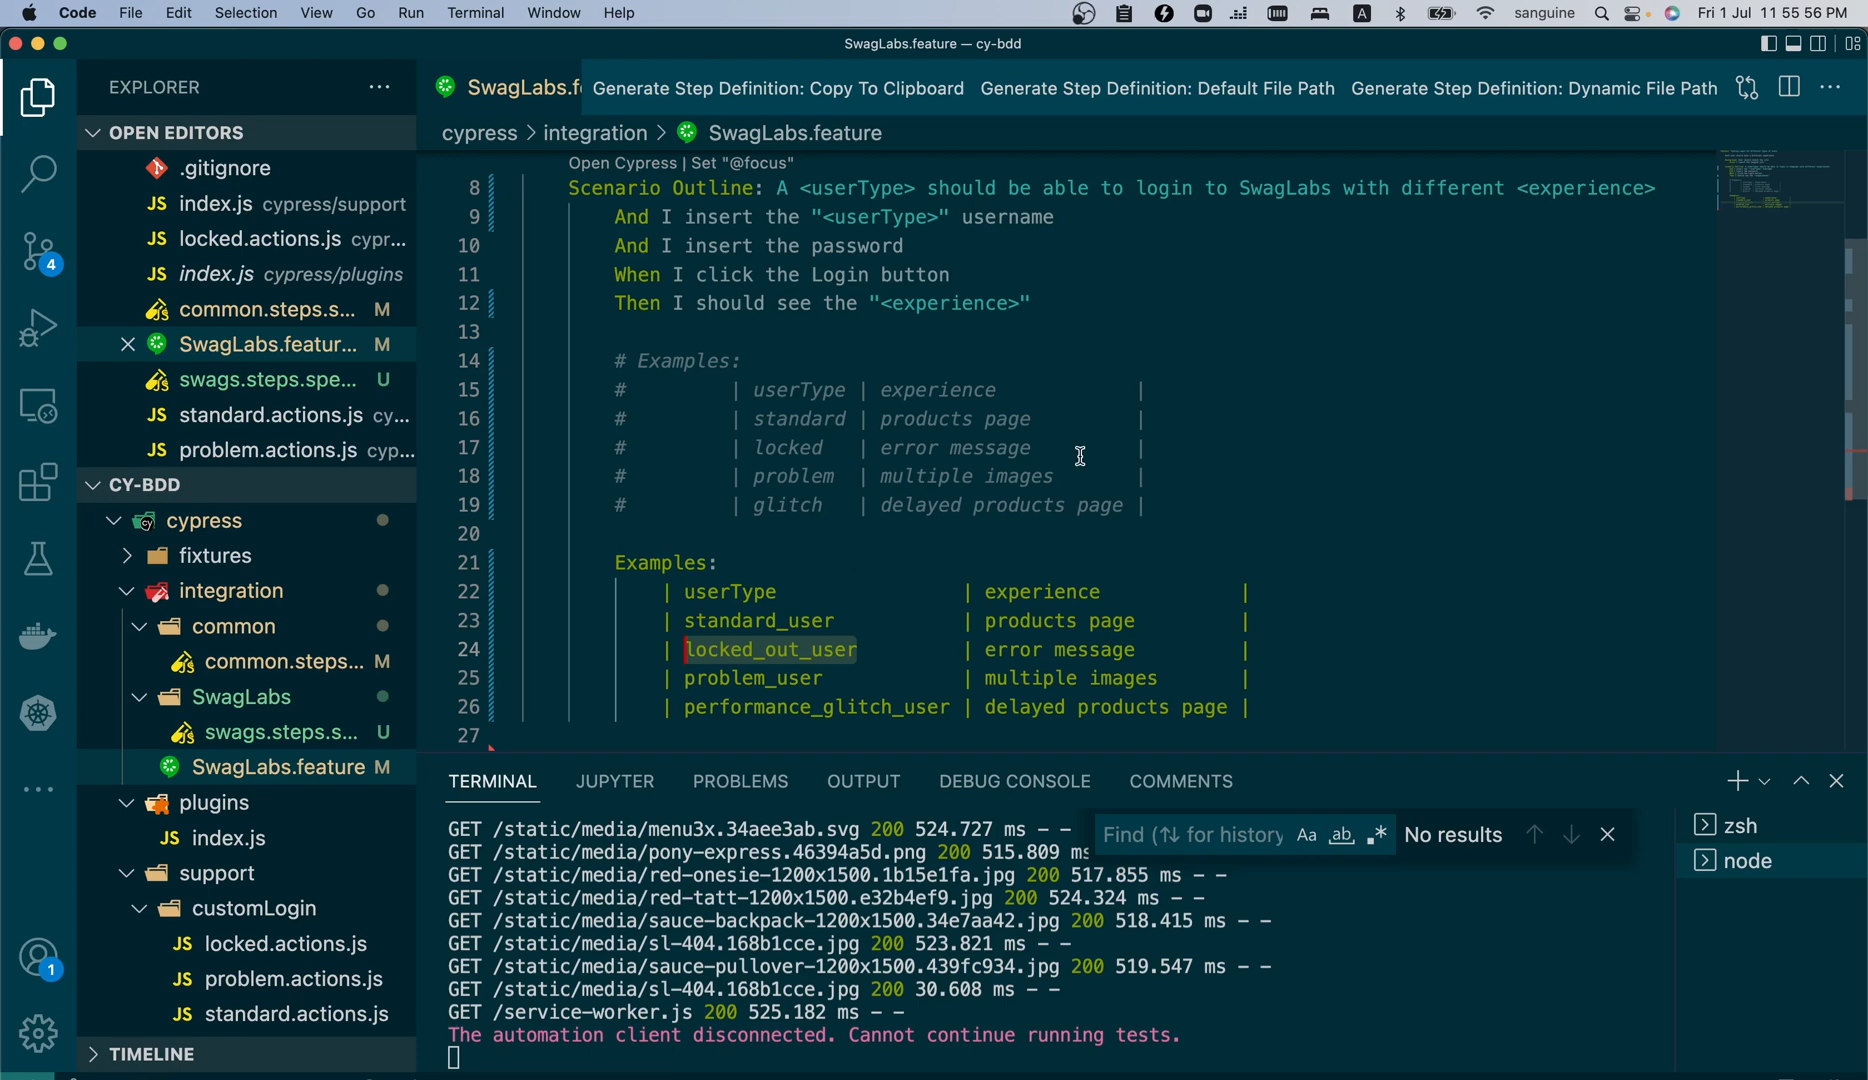 Code File Edit Selection View Go Run Terminal Window Help A sanguine Fri 1 Jul 11 55 56 PM
SwagLabs.feature — cy-bdd
EXPLORER ...
SwagLabs.f Generate Step Definition: Copy To Clipboard Generate Step Definition: Default File Path Generate Step Definition: Dynamic File Path ...
OPEN EDITORS
cypress > integration > SwagLabs.feature
.gitignore
JS index.js cypress/support
JS locked.actions.js cypr...
JS index.js cypress/plugins
common.steps.s... M
SwagLabs.featur... M
swags.steps.spe... U
JS standard.actions.js cy...
JS problem.actions.js cyp...
CY-BDD
cypress
fixtures
integration
common
common.steps... M
SwagLabs
swags.steps.s... U
SwagLabs.feature M
plugins
JS index.js
support
customLogin
JS locked.actions.js
JS problem.actions.js
JS standard.actions.js
TIMELINE
4
1
Open Cypress | Set "@focus"
8 Scenario Outline: A <userType> should be able to login to SwagLabs with different <experience>
9 And I insert the "<userType>" username
10 And I insert the password
11 When I click the Login button
12 Then I should see the "<experience>"
13
14 # Examples:
15 # | userType | experience |
16 # | standard | products page |
17 # | locked | error message |
18 # | problem | multiple images |
19 # | glitch | delayed products page |
20
21 Examples:
22 | userType | experience |
23 | standard_user | products page |
24 | locked_out_user | error message |
25 | problem_user | multiple images |
26 | performance_glitch_user | delayed products page |
27
TERMINAL JUPYTER PROBLEMS OUTPUT DEBUG CONSOLE COMMENTS
Find (⇅ for history Aa ab .* No results
zsh
node
GET /static/media/menu3x.34aee3ab.svg 200 524.727 ms - -
GET /static/media/pony-express.46394a5d.png 200 515.809 ms
GET /static/media/red-onesie-1200x1500.1b15e1fa.jpg 200 517.855 ms - -
GET /static/media/red-tatt-1200x1500.e32b4ef9.jpg 200 524.324 ms - -
GET /static/media/sauce-backpack-1200x1500.34e7aa42.jpg 200 518.415 ms - -
GET /static/media/sl-404.168b1cce.jpg 200 523.821 ms - -
GET /static/media/sauce-pullover-1200x1500.439fc934.jpg 200 519.547 ms - -
GET /static/media/sl-404.168b1cce.jpg 200 30.608 ms - -
GET /service-worker.js 200 525.182 ms - -
The automation client disconnected. Cannot continue running tests.